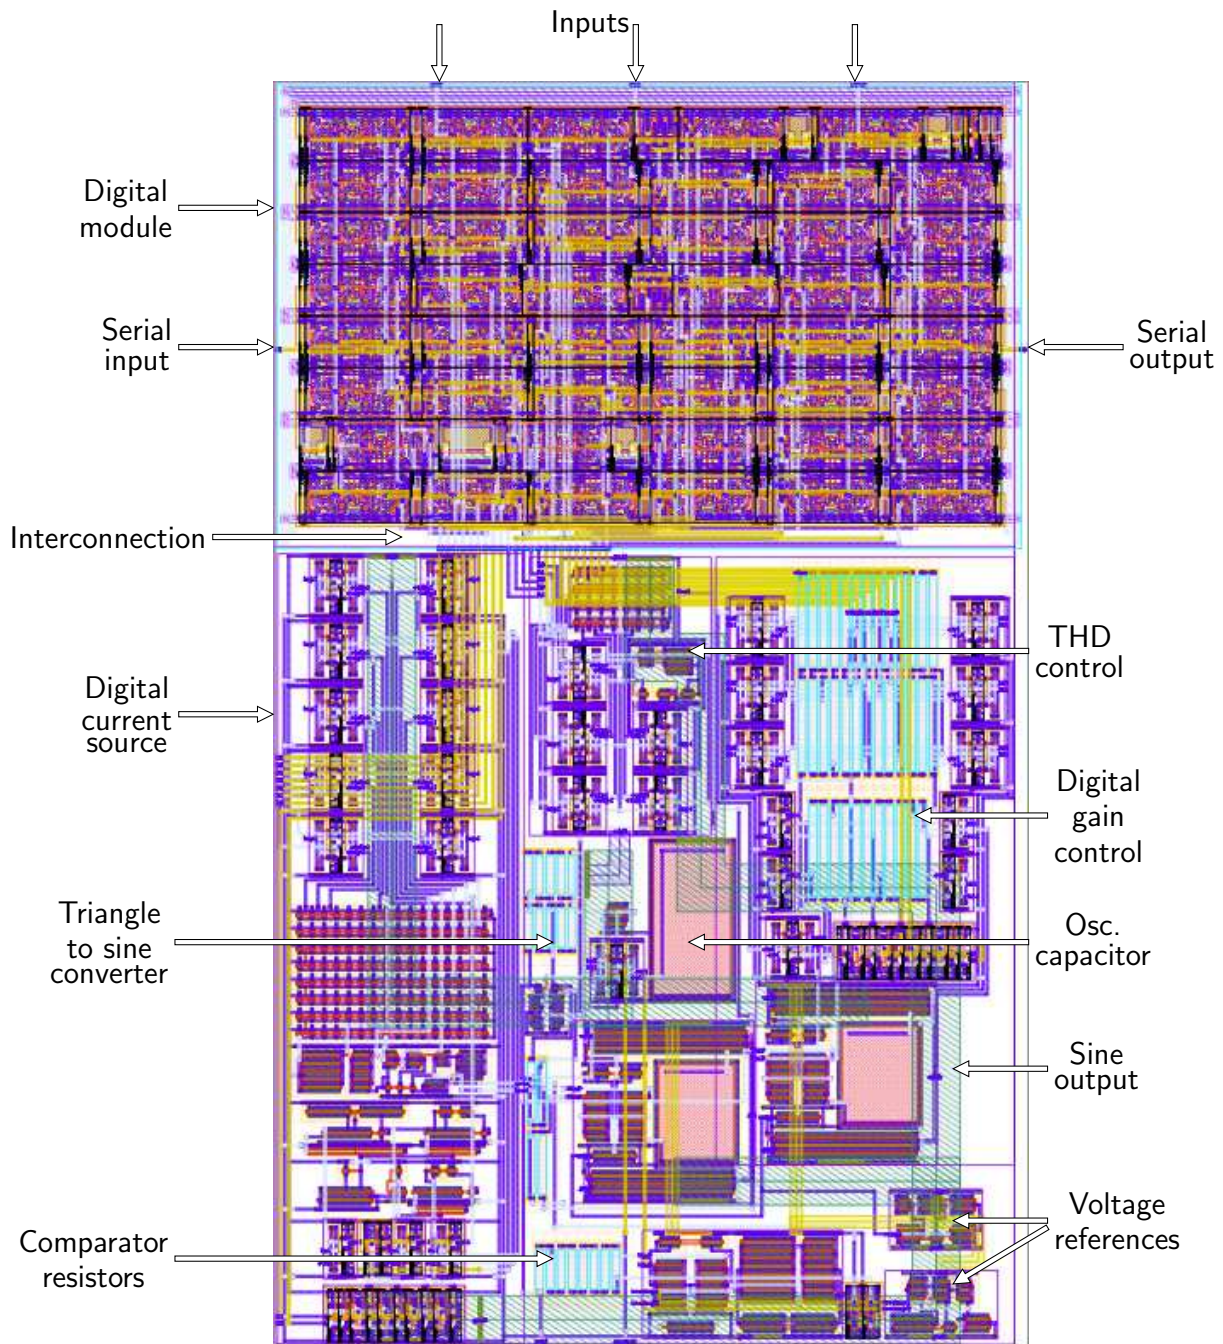 Inputs
Digital
module
Serial
input
Serial
output
Interconnection
THD
control
Digital
current
source
Digital
gain
control
Triangle
to sine
converter
Osc.
capacitor
Sine
output
Voltage
references
Comparator
resistors